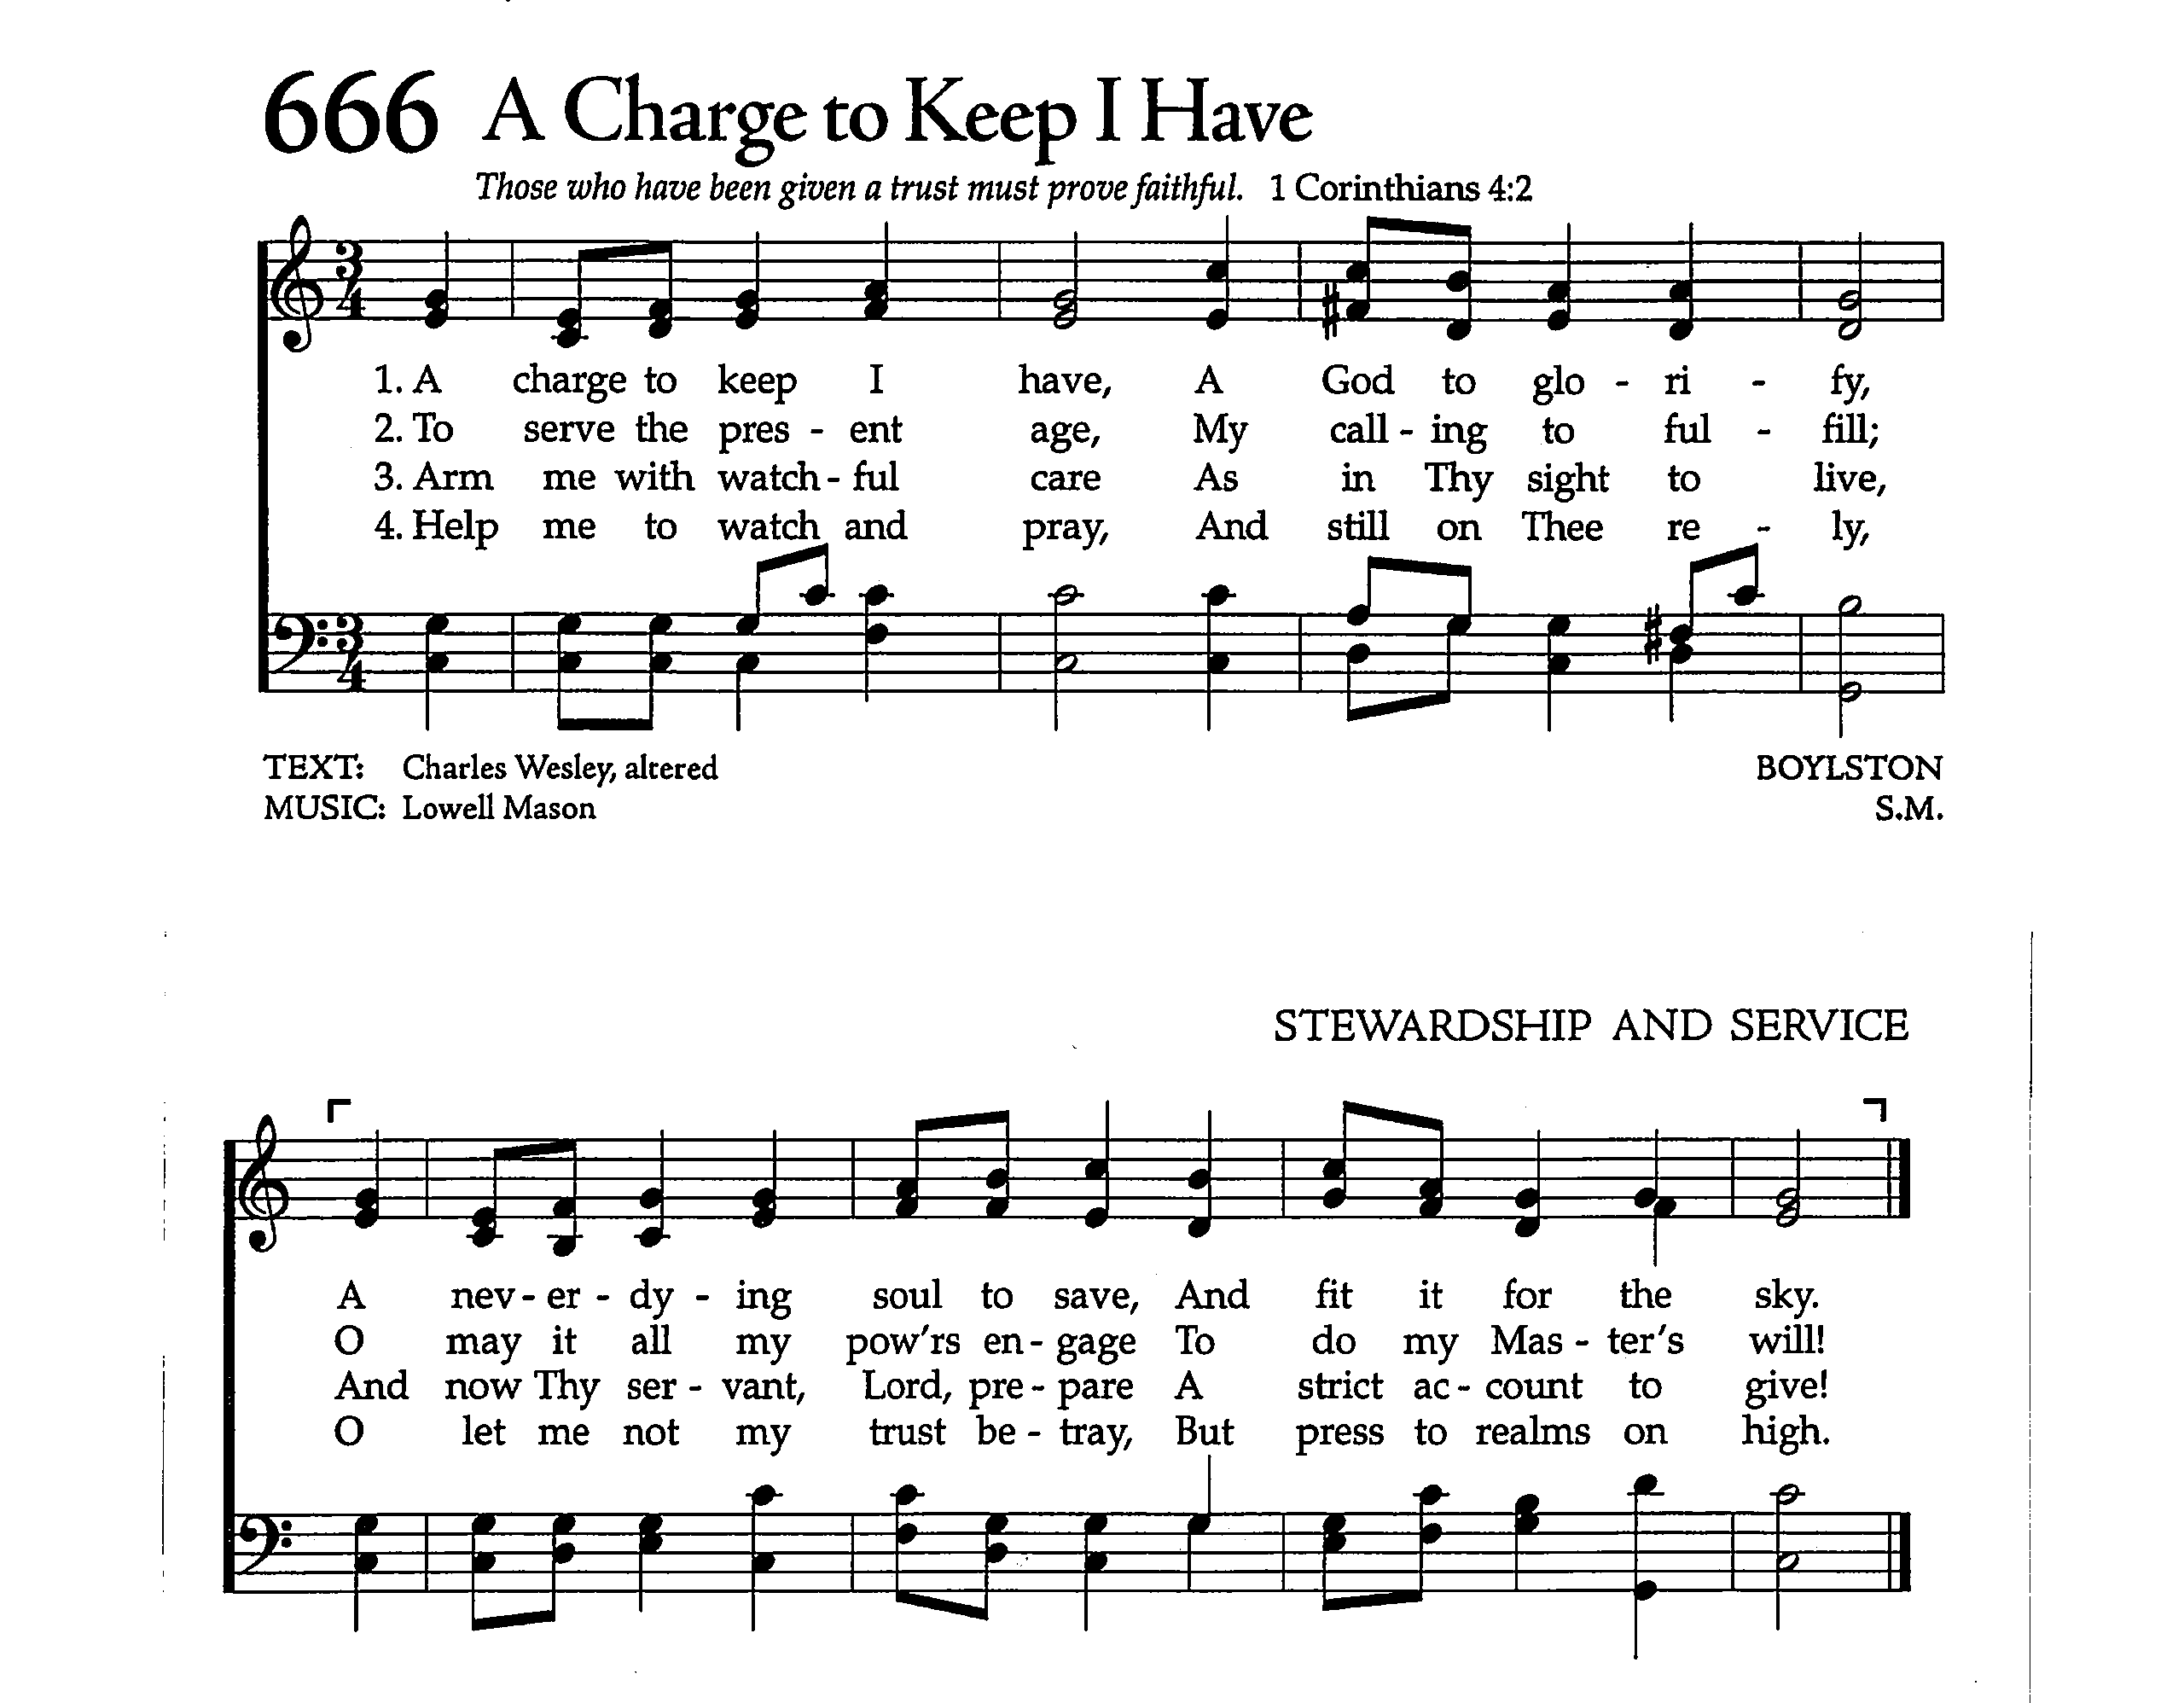 666 A Charge to Keep I Have
Those who have been given a trust must prove faithful. 1 Corinthians 4:2
1. A charge to keep I have, A God to glo - ri - fy,
2. To serve the pres - ent age, My call - ing to ful - fill;
3. Arm me with watch - ful care As in Thy sight to live,
4. Help me to watch and pray, And still on Thee re - ly,
TEXT: Charles Wesley, altered BOYLSTON
MUSIC: Lowell Mason S.M.
STEWARDSHIP AND SERVICE
A nev - er - dy - ing soul to save, And fit it for the sky.
O may it all my pow'rs en - gage To do my Mas - ter's will!
And now Thy ser - vant, Lord, pre - pare A strict ac - count to give!
O let me not my trust be - tray, But press to realms on high.